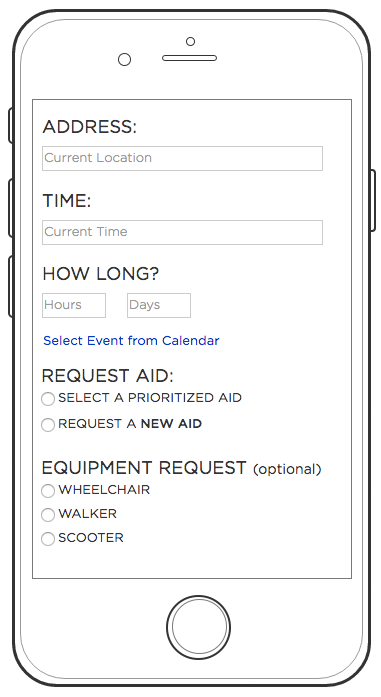 ADDRESS:
Current Location
TIME:
Current Time
HOW LONG?
Hours Days
Select Event from Calendar
REQUEST AID:
SELECT A PRIORITIZED AID
REQUEST A NEW AID
EQUIPMENT REQUEST (optional)
WHEELCHAIR
WALKER
SCOOTER